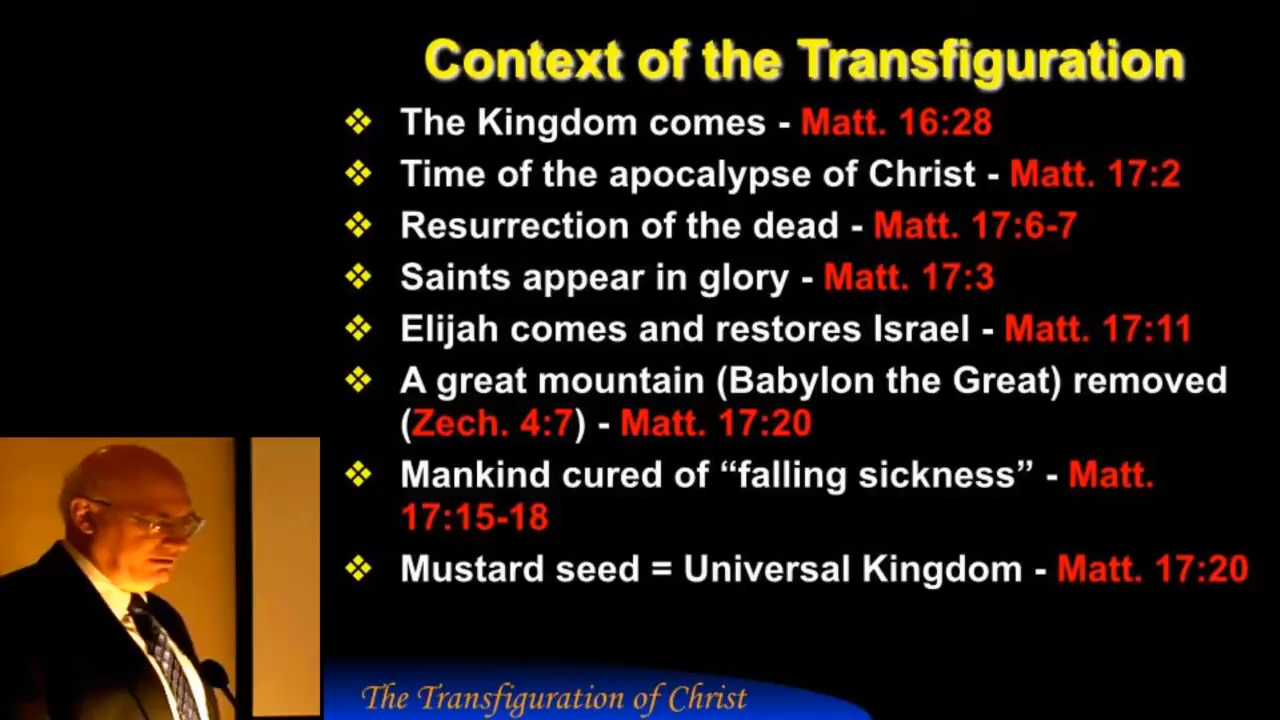 Context of the Transfiguration
❖ The Kingdom comes - Matt. 16:28
❖ Time of the apocalypse of Christ - Matt. 17:2
❖ Resurrection of the dead - Matt. 17:6-7
❖ Saints appear in glory - Matt. 17:3
❖ Elijah comes and restores Israel - Matt. 17:11
❖ A great mountain (Babylon the Great) removed
(Zech. 4:7) - Matt. 17:20
❖ Mankind cured of “falling sickness” - Matt.
17:15-18
❖ Mustard seed = Universal Kingdom - Matt. 17:20
The Transfiguration of Christ